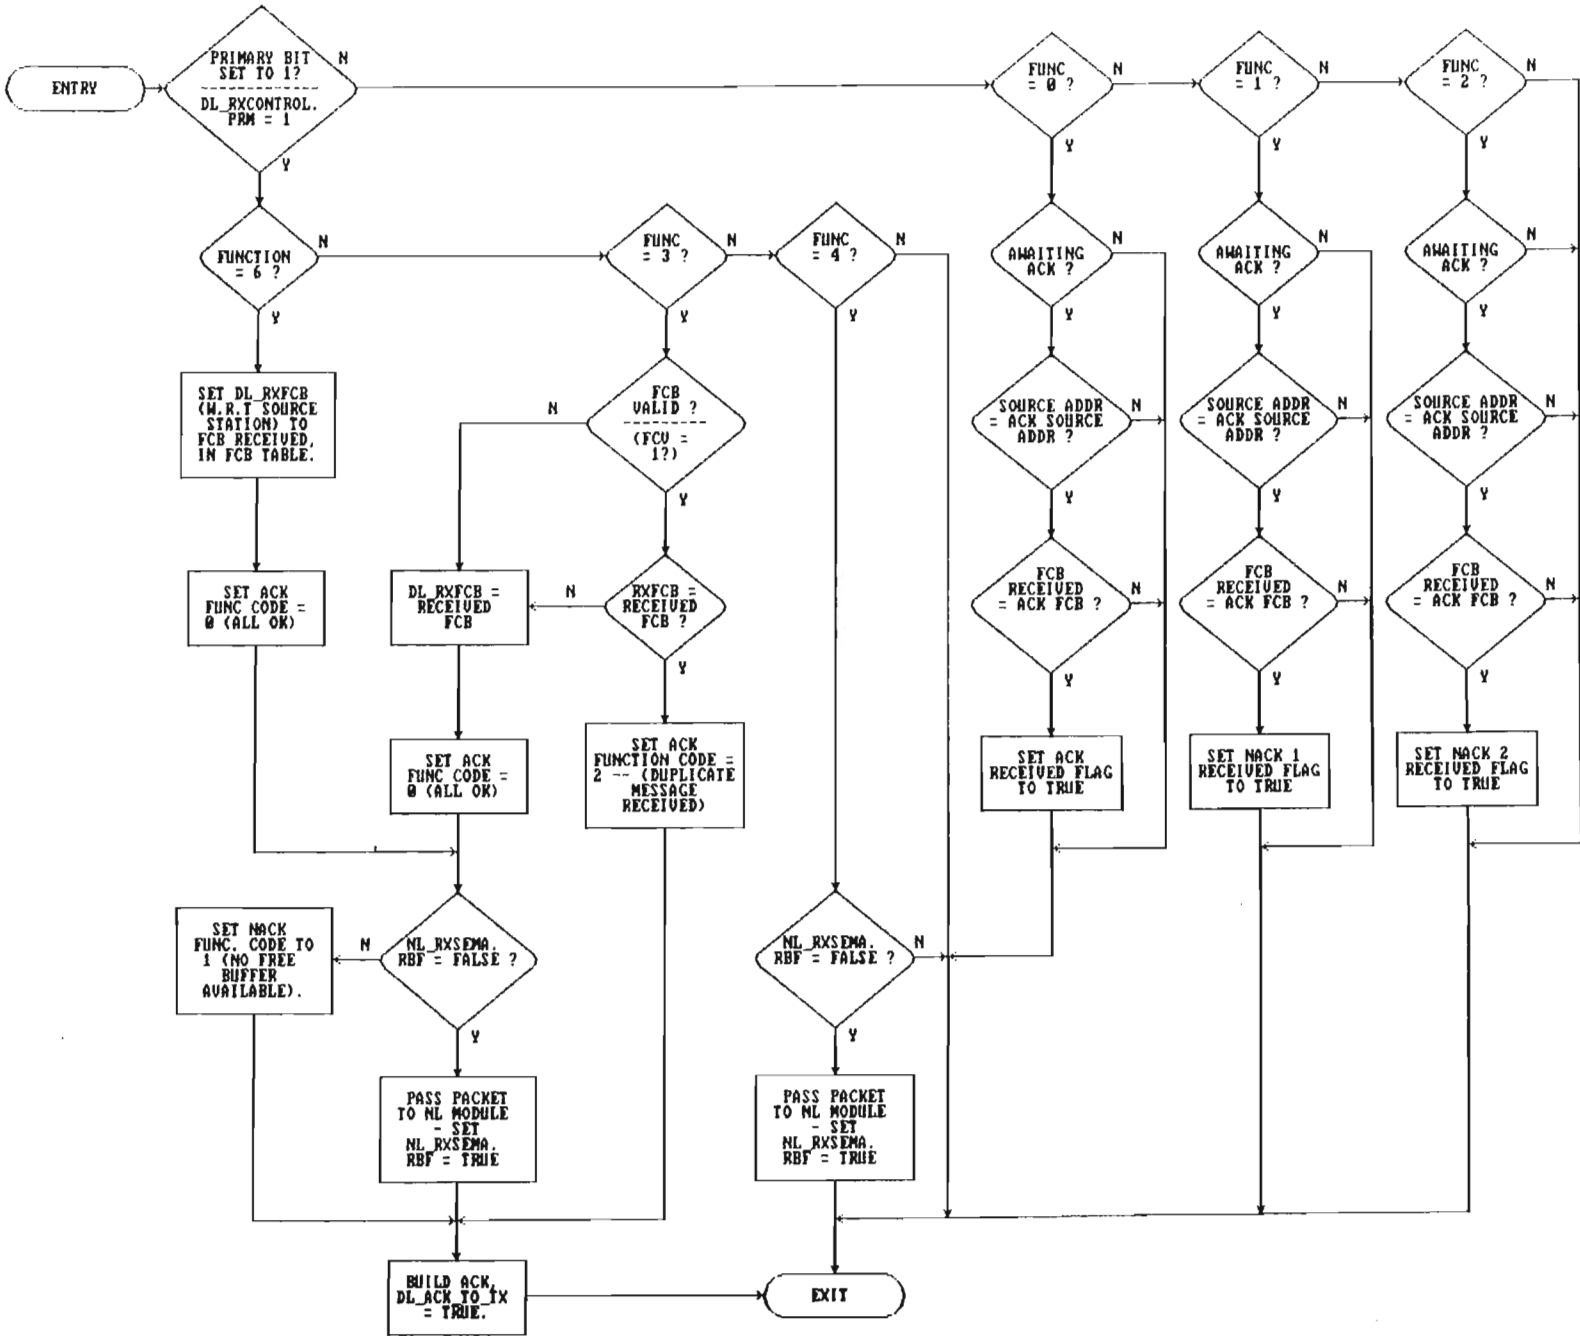 ENTRY
PRIMARY BIT
SET TO 1?
DL_RXCONTROL.
PRM = 1
N
Y
FUNC
= 0 ?
N
Y
FUNC
= 1 ?
N
Y
FUNC
= 2 ?
N
Y
FUNCTION
= 6 ?
N
Y
FUNC
= 3 ?
N
Y
FUNC
= 4 ?
N
Y
AWAITING
ACK ?
N
Y
AWAITING
ACK ?
N
Y
AWAITING
ACK ?
N
Y
SET DL_RXFCB
(W.R.T SOURCE
STATION) TO
FCB RECEIVED,
IN FCB TABLE.
FCB
VALID ?
(FCV =
1?)
N
Y
SOURCE ADDR
= ACK SOURCE
ADDR ?
N
Y
SOURCE ADDR
= ACK SOURCE
ADDR ?
N
Y
SOURCE ADDR
= ACK SOURCE
ADDR ?
N
Y
SET ACK
FUNC CODE =
0 (ALL OK)
DL_RXFCB =
RECEIVED
FCB
N
RXFCB =
RECEIVED
FCB ?
Y
FCB
RECEIVED
= ACK FCB ?
N
Y
FCB
RECEIVED
= ACK FCB ?
N
Y
FCB
RECEIVED
= ACK FCB ?
N
Y
SET ACK
FUNC CODE =
0 (ALL OK)
SET ACK
FUNCTION CODE =
2 -- (DUPLICATE
MESSAGE
RECEIVED)
SET ACK
RECEIVED FLAG
TO TRUE
SET NACK 1
RECEIVED FLAG
TO TRUE
SET NACK 2
RECEIVED FLAG
TO TRUE
SET NACK
FUNC. CODE TO
1 (NO FREE
BUFFER
AVAILABLE).
N
NL_RXSEMA.
RBF = FALSE ?
Y
NL_RXSEMA.
RBF = FALSE ?
N
Y
PASS PACKET
TO NL MODULE
- SET
NL_RXSEMA.
RBF = TRUE
PASS PACKET
TO NL MODULE
- SET
NL_RXSEMA.
RBF = TRUE
BUILD ACK,
DL_ACK_TO_TX
= TRUE.
EXIT